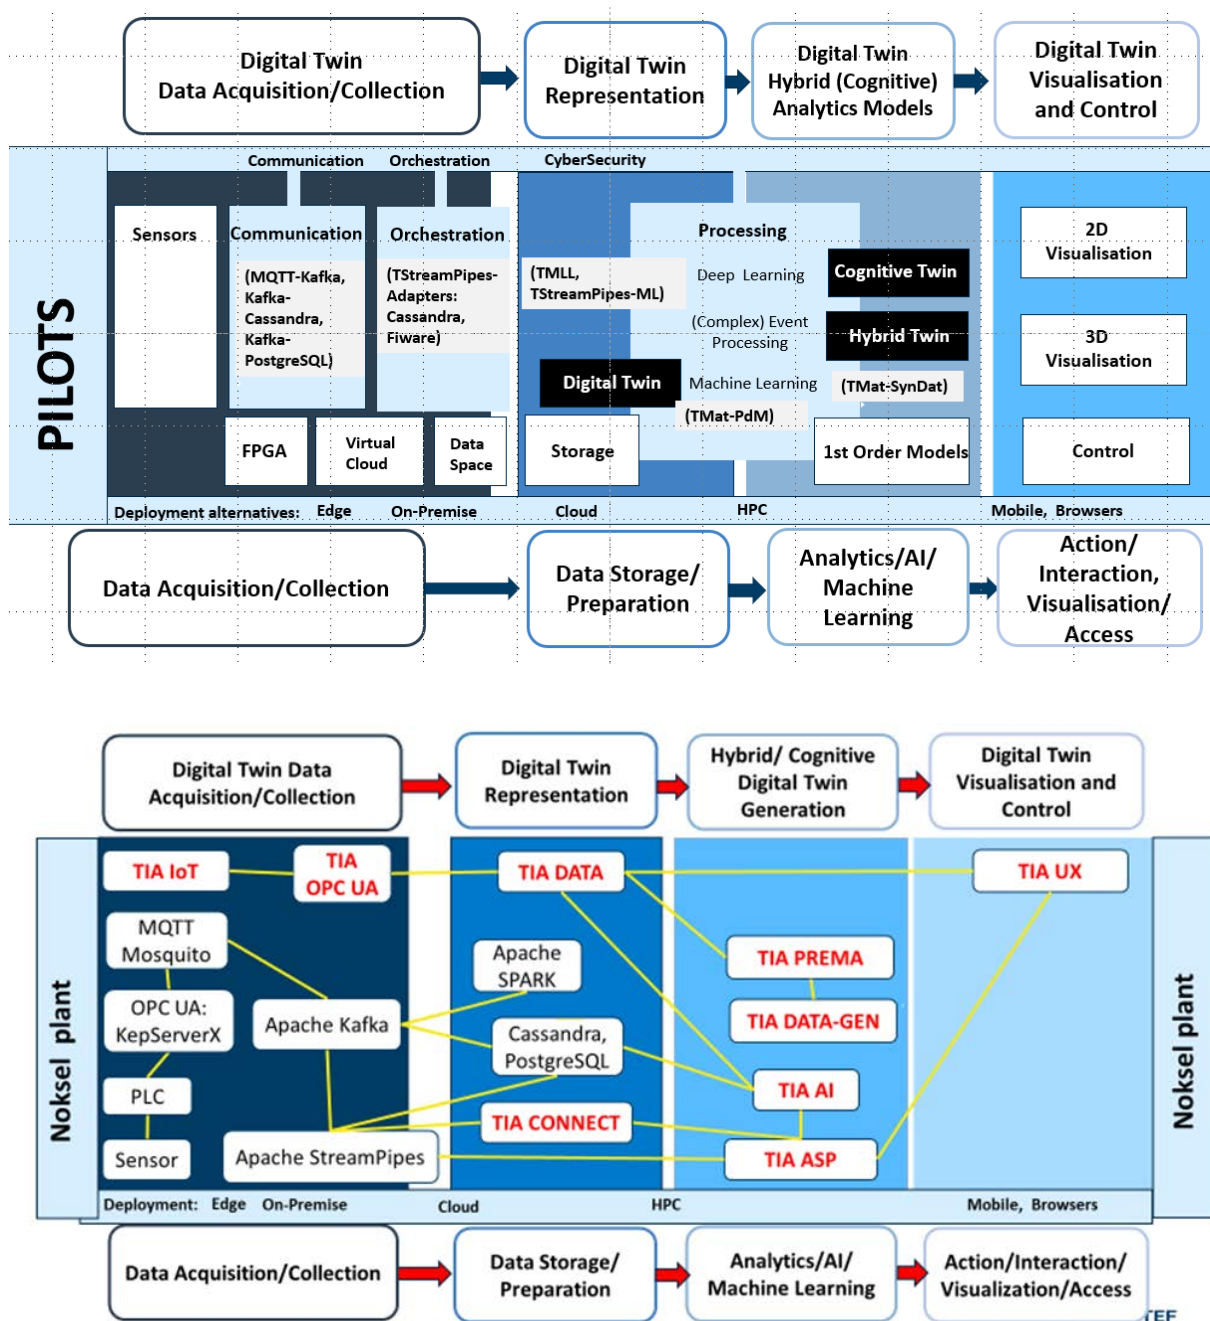 Digital Twin
Data Acquisition/Collection
Digital Twin
Representation
Digital Twin
Hybrid (Cognitive)
Analytics Models
Digital Twin
Visualisation
and Control
PILOTS
Communication
Orchestration
CyberSecurity
Sensors
Communication
(MQTT-Kafka,
Kafka-
Cassandra,
Kafka-
PostgreSQL)
Orchestration
(TStreamPipes-
Adapters:
Cassandra,
Fiware)
FPGA
Virtual
Cloud
Data
Space
Processing
(TMLL,
TStreamPipes-ML)
Deep Learning
Cognitive Twin
(Complex) Event
Processing
Hybrid Twin
Digital Twin
Machine Learning
(TMat-SynDat)
(TMat-PdM)
Storage
1st Order Models
2D
Visualisation
3D
Visualisation
Control
Deployment alternatives:
Edge
On-Premise
Cloud
HPC
Mobile, Browsers
Data Acquisition/Collection
Data Storage/
Preparation
Analytics/AI/
Machine
Learning
Action/
Interaction,
Visualisation/
Access
Digital Twin Data
Acquisition/Collection
Digital Twin
Representation
Hybrid/ Cognitive
Digital Twin
Generation
Digital Twin
Visualisation and
Control
Noksel plant
TIA IoT
TIA
OPC UA
TIA DATA
TIA UX
MQTT
Mosquito
Apache
SPARK
TIA PREMA
OPC UA:
KepServerX
Apache Kafka
Cassandra,
PostgreSQL
TIA DATA-GEN
PLC
TIA AI
TIA CONNECT
Sensor
Apache StreamPipes
TIA ASP
Noksel plant
Deployment:
Edge
On-Premise
Cloud
HPC
Mobile, Browsers
Data Acquisition/Collection
Data Storage/
Preparation
Analytics/AI/
Machine Learning
Action/Interaction/
Visualization/Access